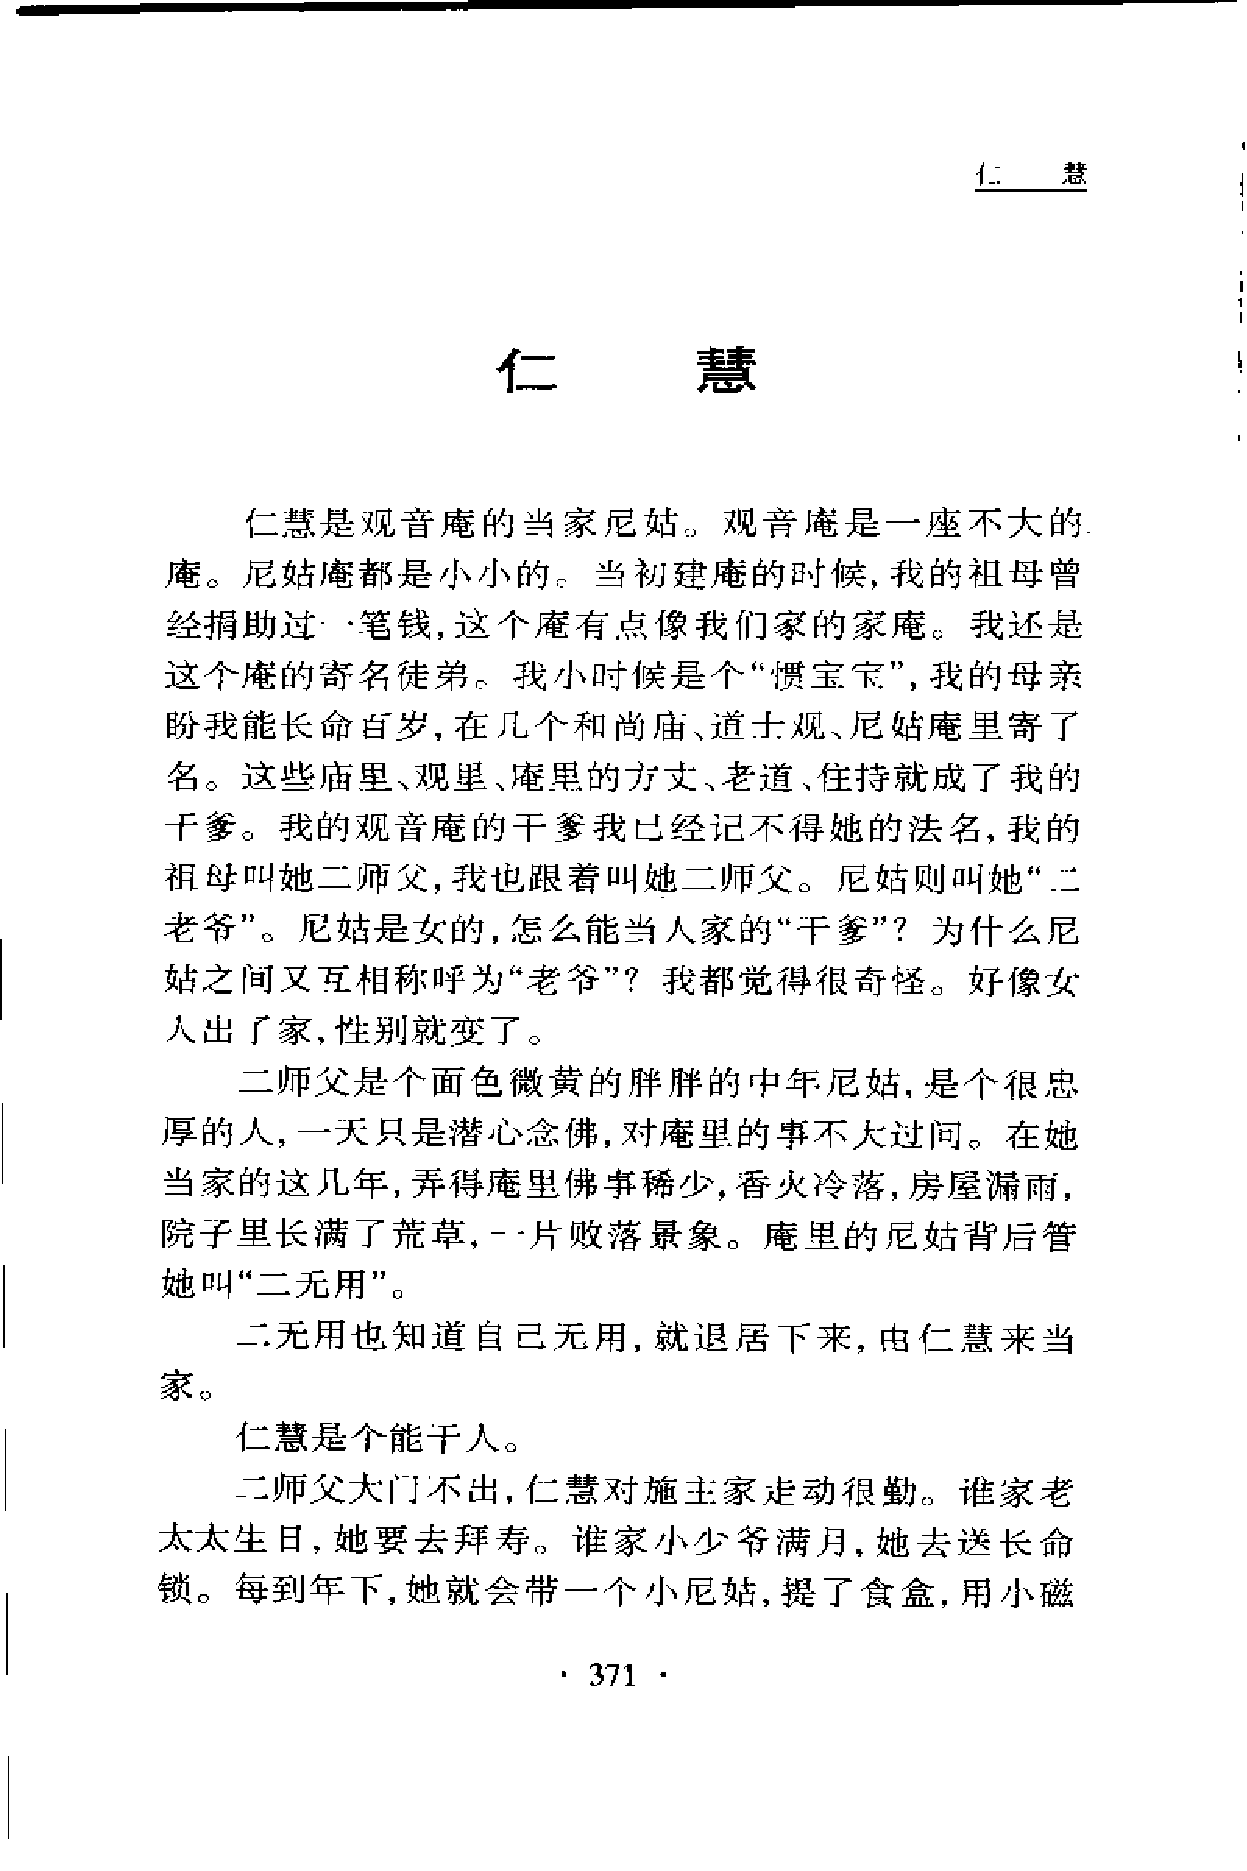 仁 慧
仁 慧
仁慧是观音庵的当家尼姑。观音庵是一座不大的
庵。尼姑庵都是小小的。当初建庵的时候，我的祖母曾
经捐助过一笔钱，这个庵有点像我们家的家庵。我还是
这个庵的寄名徒弟。我小时候是个“惯宝宝”，我的母亲
盼我能长命百岁，在几个和尚庙、道士观、尼姑庵里寄了
名。这些庙里、观里、庵里的方丈、老道、住持就成了我的
干爹。我的观音庵的干爹我已经记不得她的法名，我的
祖母叫她二师父，我也跟着叫她二师父。尼姑则叫她“二
老爷”。尼姑是女的，怎么能当人家的“干爹”？为什么尼
姑之间又互相称呼为“老爷”？我都觉得很奇怪。好像女
人出了家，性别就变了。
二师父是个面色微黄的胖胖的中年尼姑，是个很忠
厚的人，一天只是潜心念佛，对庵里的事不大过问。在她
当家的这几年，弄得庵里佛事稀少，香火冷落，房屋漏雨，
院子里长满了荒草，一片败落景象。庵里的尼姑背后管
她叫“二无用”。
二无用也知道自己无用，就退居下来，由仁慧来当
家。
仁慧是个能干人。
二师父大门不出，仁慧对施主家走动很勤。谁家老
太太生日，她要去拜寿。谁家小少爷满月，她去送长命
锁。每到年下，她就会带一个小尼姑，提了食盒，用小磁
· 371 ·